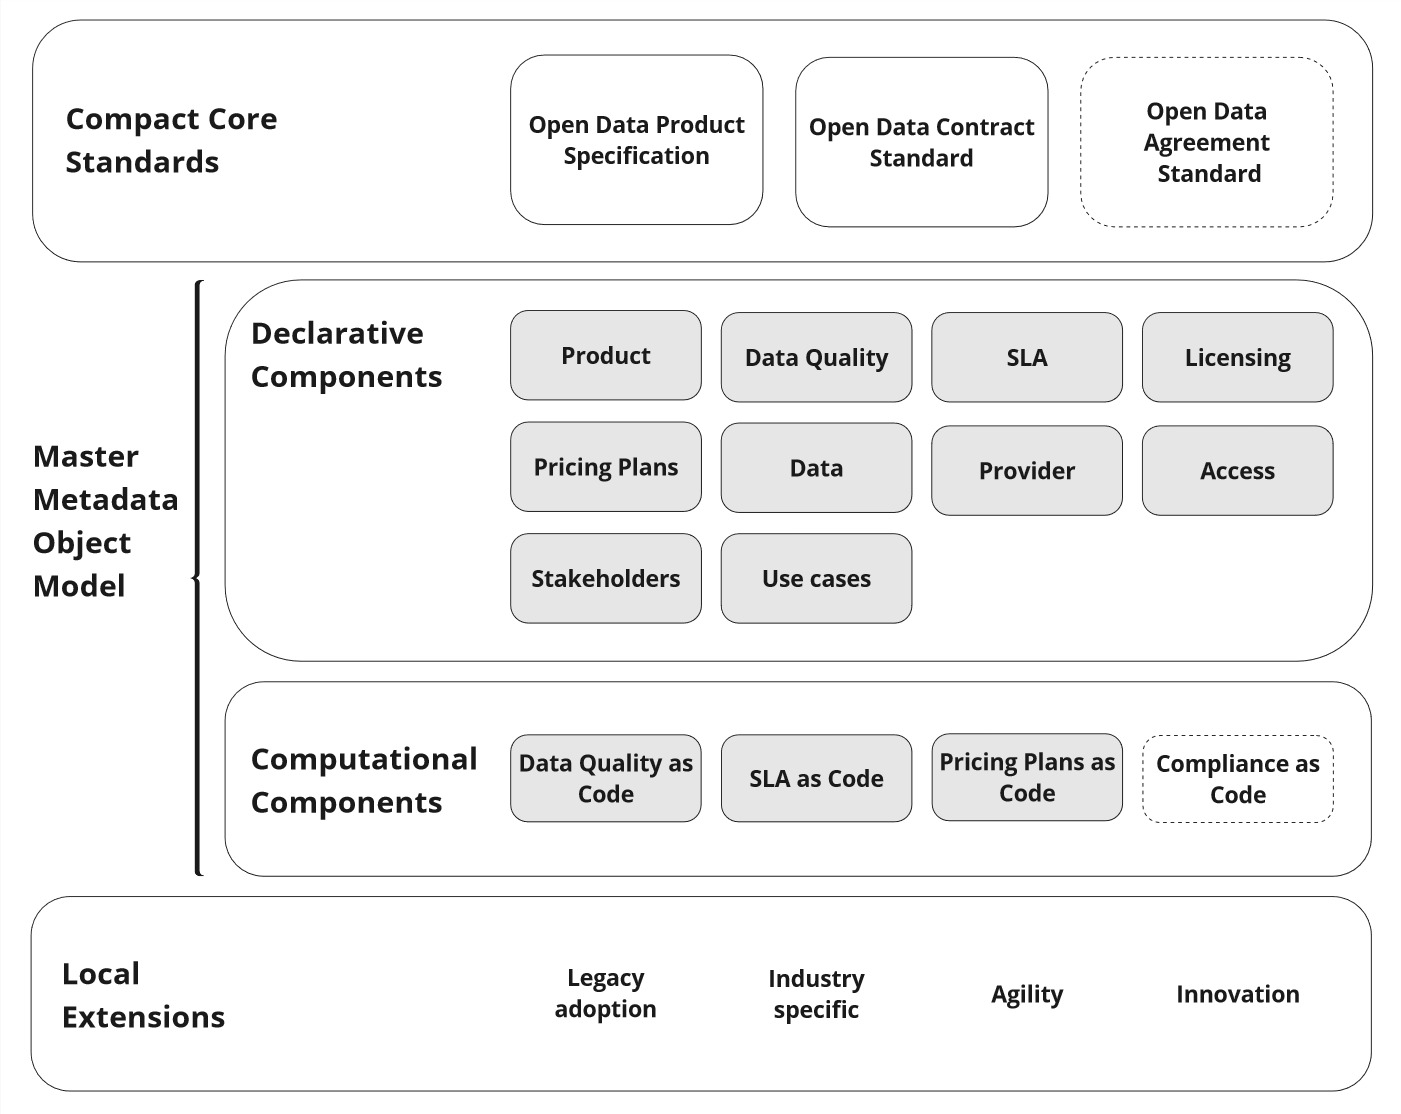 Compact Core
Standards
Open Data Product
Specification
Open Data Contract
Standard
Open Data
Agreement
Standard
Master
Metadata
Object
Model
Declarative
Components
Product
Data Quality
SLA
Licensing
Pricing Plans
Data
Provider
Access
Stakeholders
Use cases
Computational
Components
Data Quality as
Code
SLA as Code
Pricing Plans as
Code
Compliance as
Code
Local
Extensions
Legacy
adoption
Industry
specific
Agility
Innovation